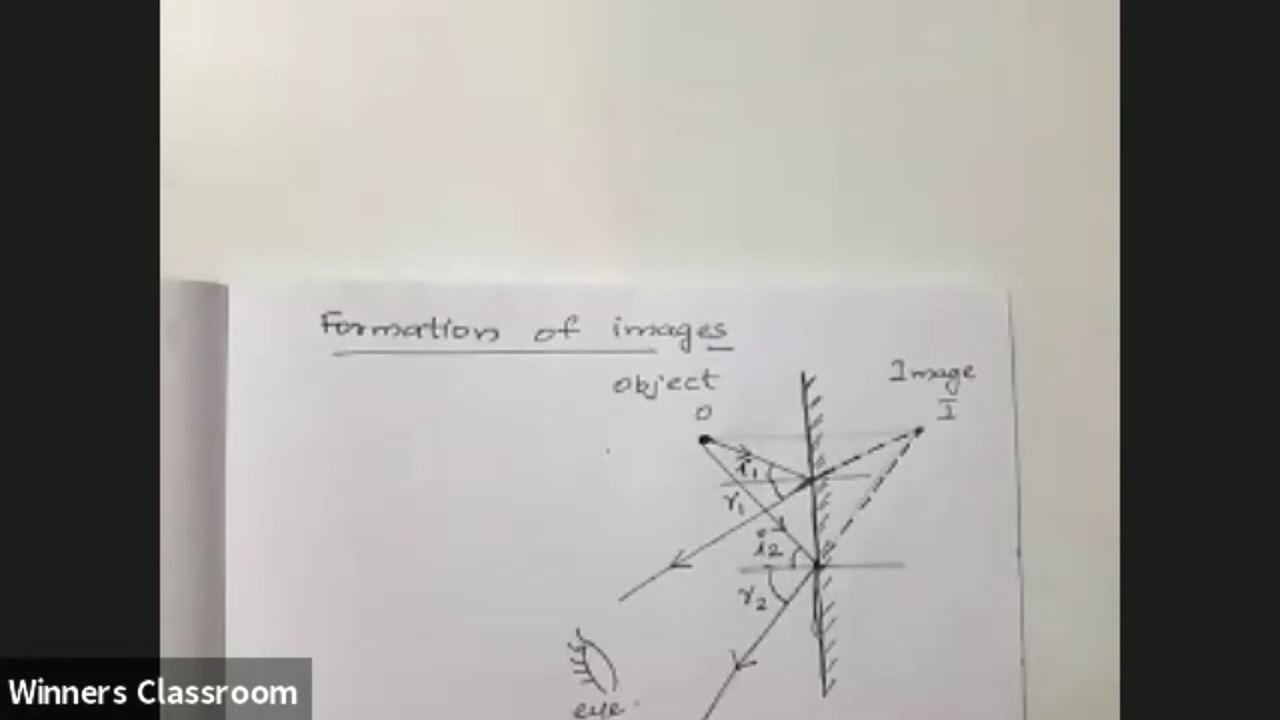 Formation of images
object
O
Image
I
i1
r1
i2
r2
eye.
Winners Classroom